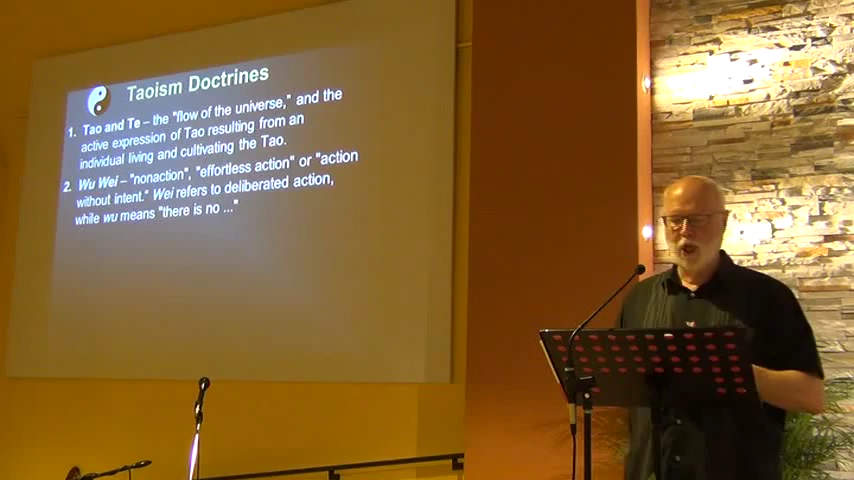 Taoism Doctrines
1. Tao and Te – the "flow of the universe," and the
active expression of Tao resulting from an
individual living and cultivating the Tao.
2. Wu Wei – "nonaction", "effortless action" or "action
without intent." Wei refers to deliberated action,
while wu means "there is no ..."